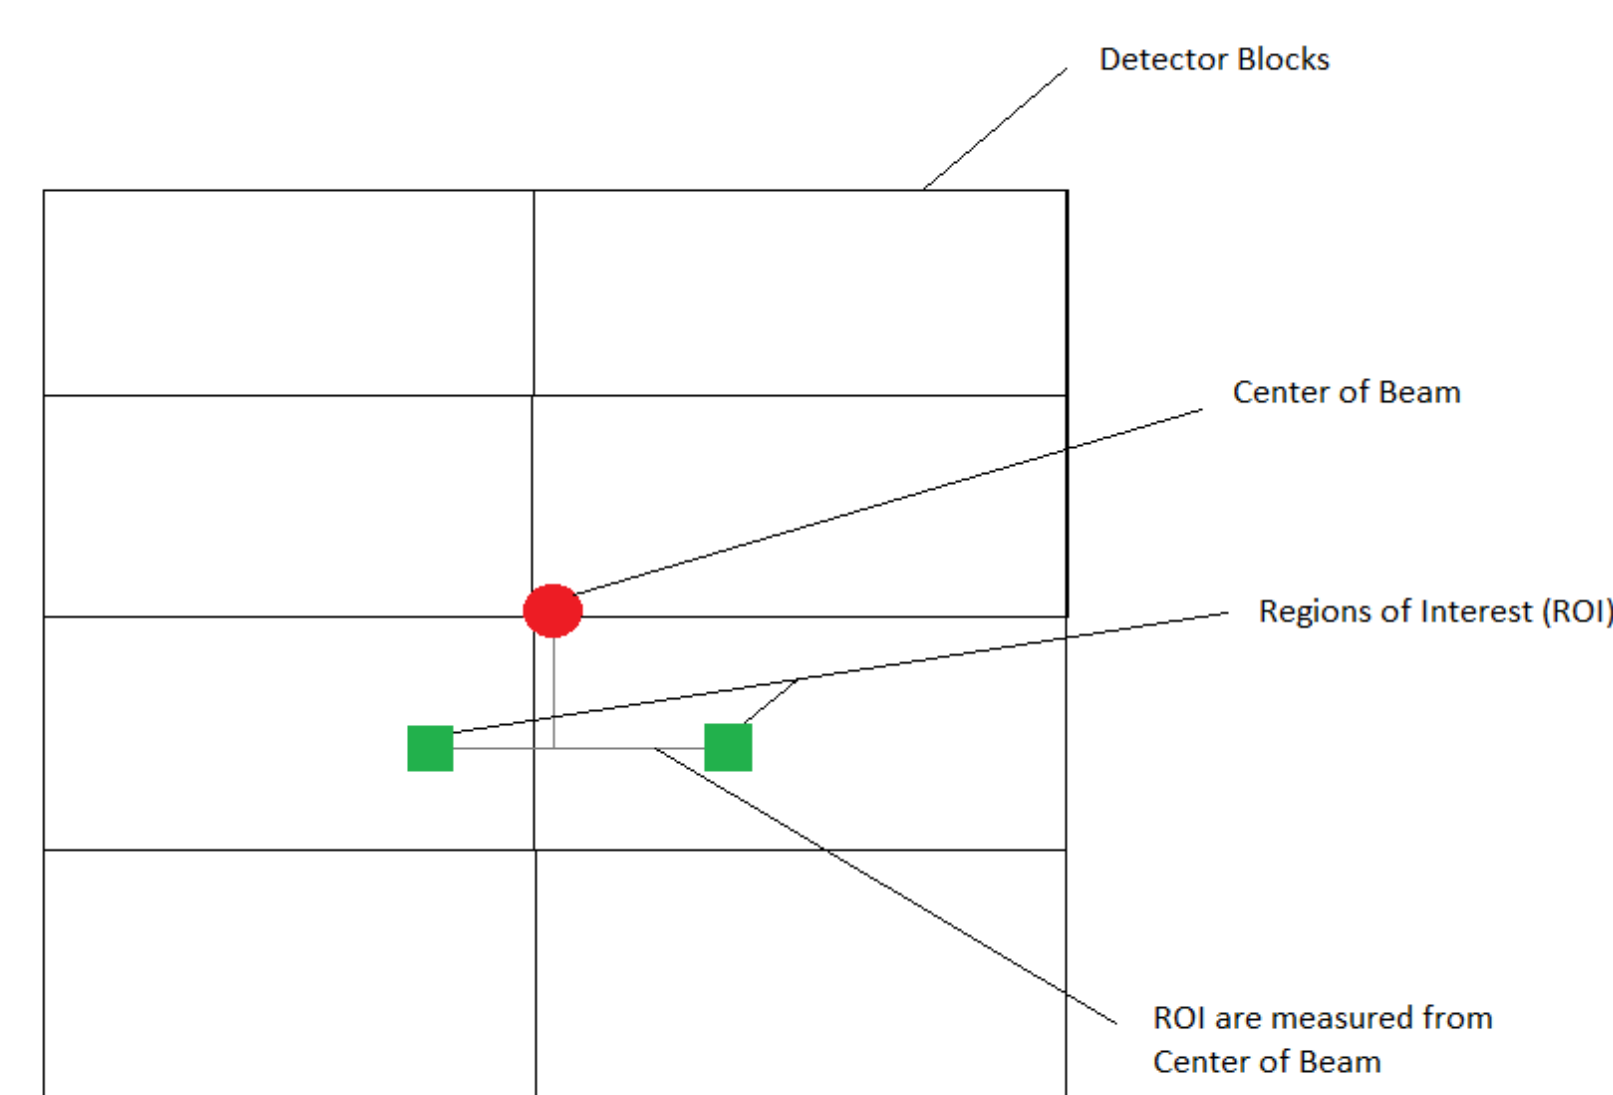 Detector Blocks
Center of Beam
Regions of Interest (ROI)
ROI are measured from
Center of Beam